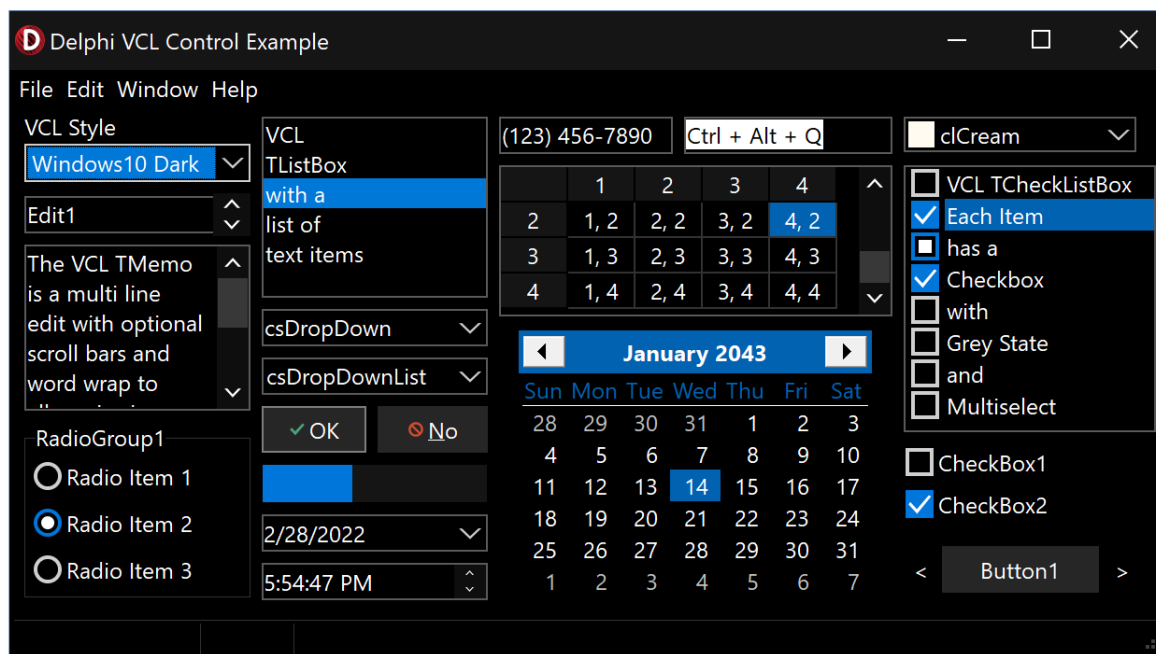 Delphi VCL Control Example
File Edit Window Help
VCL Style
Windows10 Dark
Edit1
The VCL TMemo
is a multi line
edit with optional
scroll bars and
word wrap to
RadioGroup1
Radio Item 1
Radio Item 2
Radio Item 3
VCL
TListBox
with a
list of
text items
csDropDown
csDropDownList
OK
No
2/28/2022
5:54:47 PM
(123) 456-7890
Ctrl + Alt + Q
1 2 3 4
2 1, 2 2, 2 3, 2 4, 2
3 1, 3 2, 3 3, 3 4, 3
4 1, 4 2, 4 3, 4 4, 4
January 2043
Sun Mon Tue Wed Thu Fri Sat
28 29 30 31 1 2 3
4 5 6 7 8 9 10
11 12 13 14 15 16 17
18 19 20 21 22 23 24
25 26 27 28 29 30 31
1 2 3 4 5 6 7
clCream
VCL TCheckListBox
Each Item
has a
Checkbox
with
Grey State
and
Multiselect
CheckBox1
CheckBox2
< Button1 >